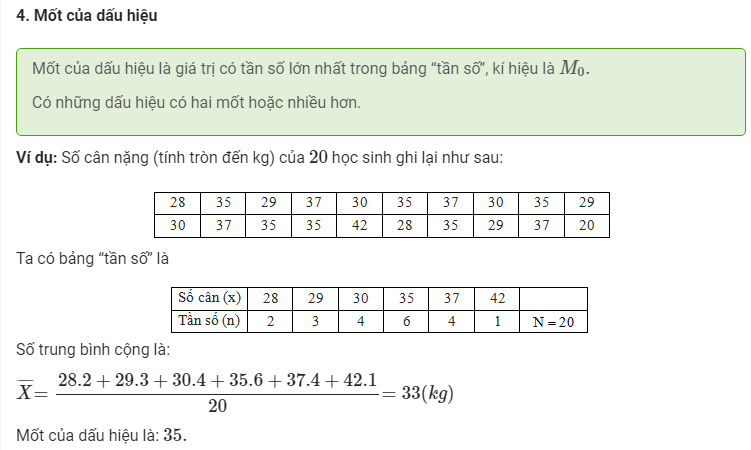 4. Mốt của dấu hiệu
Mốt của dấu hiệu là giá trị có tần số lớn nhất trong bảng “tần số”, kí hiệu là M₀.
Có những dấu hiệu có hai mốt hoặc nhiều hơn.
Ví dụ: Số cân nặng (tính tròn đến kg) của 20 học sinh ghi lại như sau:
28 35 29 37 30 35 37 30 35 29
30 37 35 35 42 28 35 29 37 20
Ta có bảng “tần số” là
Số cân (x) 28 29 30 35 37 42
Tần số (n) 2 3 4 6 4 1 N = 20
Số trung bình cộng là:
X̅ = (28.2 + 29.3 + 30.4 + 35.6 + 37.4 + 42.1)/20 = 33(kg)
Mốt của dấu hiệu là: 35.